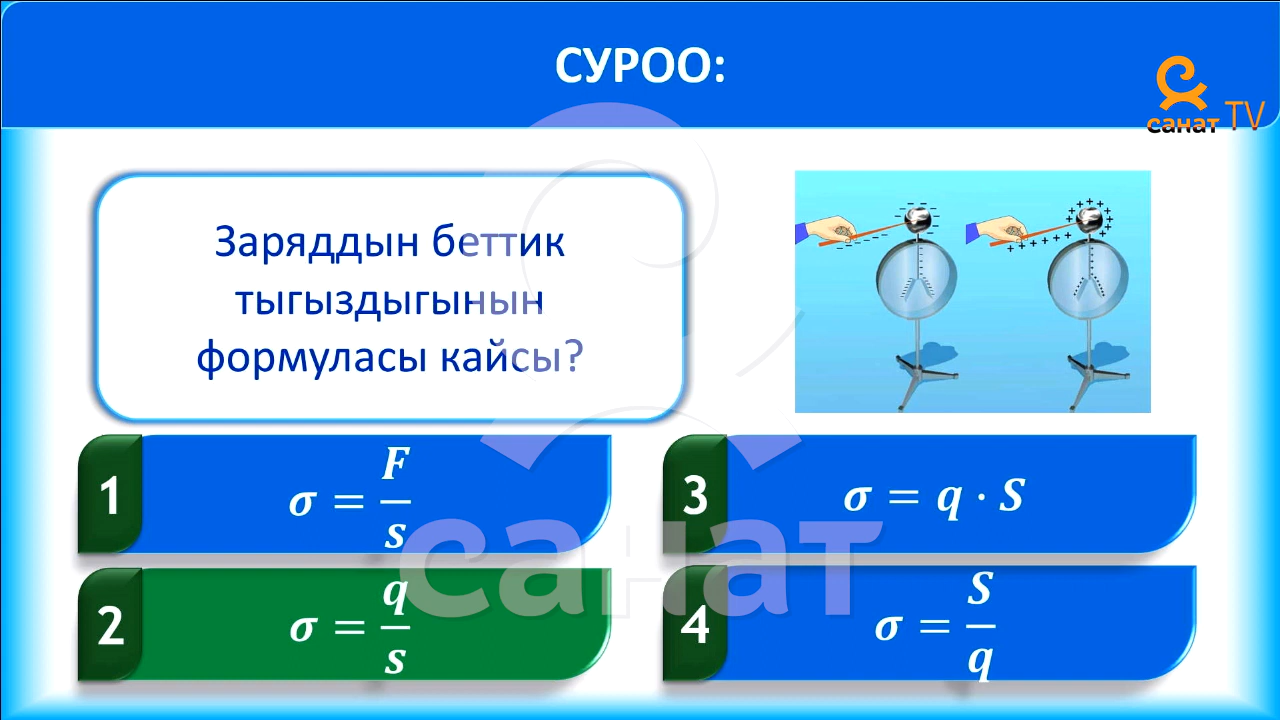 СУРОО:
санат TV
Заряддын беттик
тыгыздыгынын
формуласы кайсы?
1 σ = F/s
2 σ = q/s
3 σ = q · S
4 σ = S/q
санат